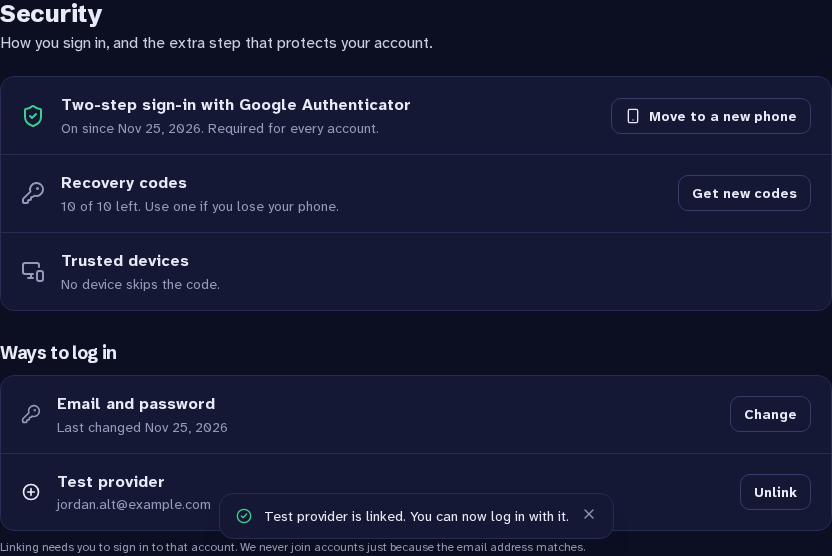 Security
How you sign in, and the extra step that protects your account.
Two-step sign-in with Google Authenticator
On since Nov 25, 2026. Required for every account.
Move to a new phone
Recovery codes
10 of 10 left. Use one if you lose your phone.
Get new codes
Trusted devices
No device skips the code.
Ways to log in
Email and password
Last changed Nov 25, 2026
Change
Test provider
jordan.alt@example.com
Unlink
Test provider is linked. You can now log in with it.
Linking needs you to sign in to that account. We never join accounts just because the email address matches.